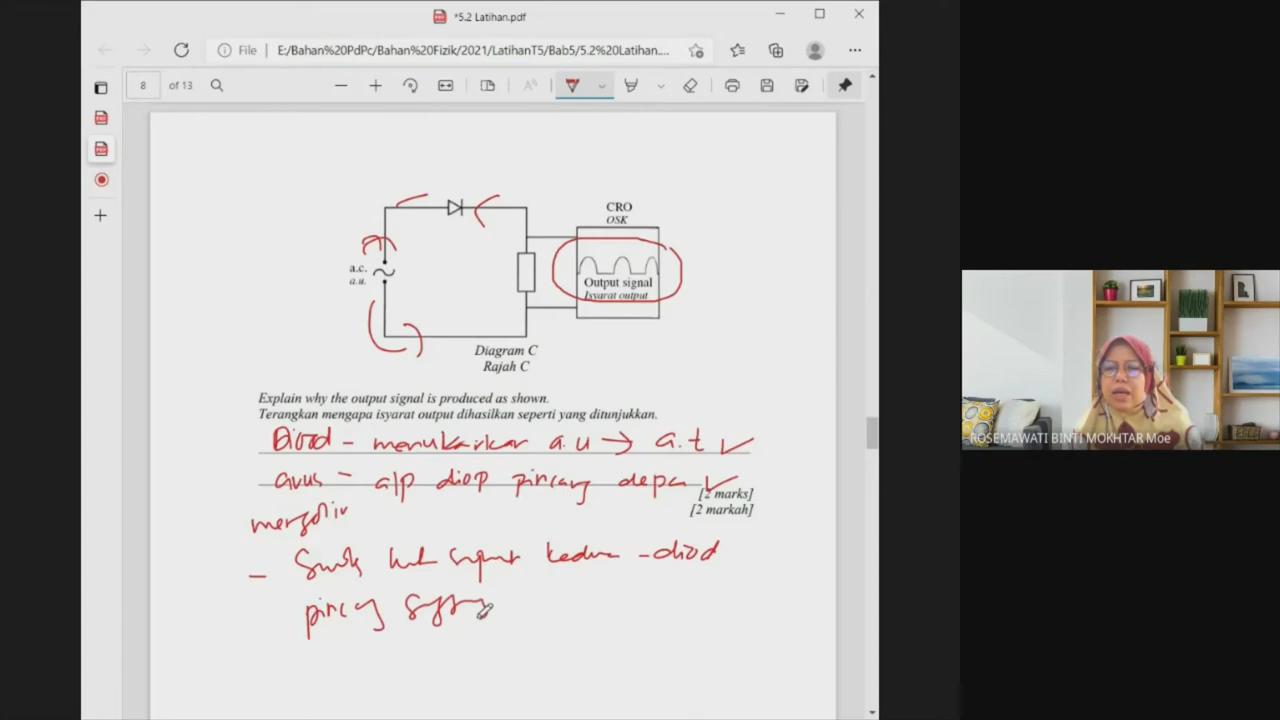 *5.2 Latihan.pdf
File | E:/Bahan%20PdPc/Bahan%20Fizik/2021/LatihanT5/Bab5/5.2%20Latihan....
8 of 13
CRO
OSK
a.c.
a.u.
Output signal
Isyarat output
Diagram C
Rajah C
Explain why the output signal is produced as shown.
Terangkan mengapa isyarat output dihasilkan seperti yang ditunjukkan.
Diod - menukarkan a.u → a.t ✓
arus - a/p diod pincang depan ✓
[2 marks]
[2 markah]
mengalir
- kedua - diod
pincang
ROSEMAWATI BINTI MOKHTAR Moe